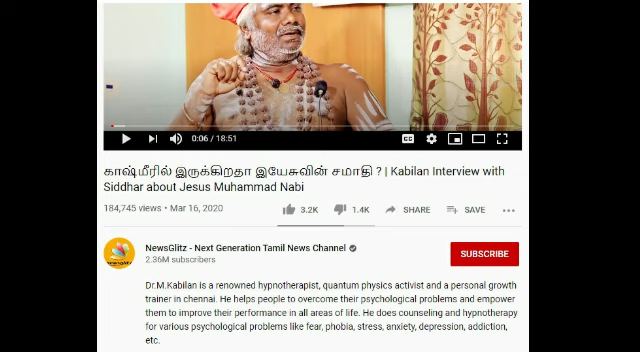 0:06 / 18:51
காஷ்மீரில் இருக்கிறதா இயேசுவின் சமாதி ? | Kabilan Interview with
Siddhar about Jesus Muhammad Nabi
184,745 views • Mar 16, 2020
3.2K
1.4K
SHARE
SAVE
NewsGlitz - Next Generation Tamil News Channel
2.36M subscribers
SUBSCRIBE
Dr.M.Kabilan is a renowned hypnotherapist, quantum physics activist and a personal growth
trainer in chennai. He helps people to overcome their psychological problems and empower
them to improve their performance in all areas of life. He does counseling and hypnotherapy
for various psychological problems like fear, phobia, stress, anxiety, depression, addiction,
etc.